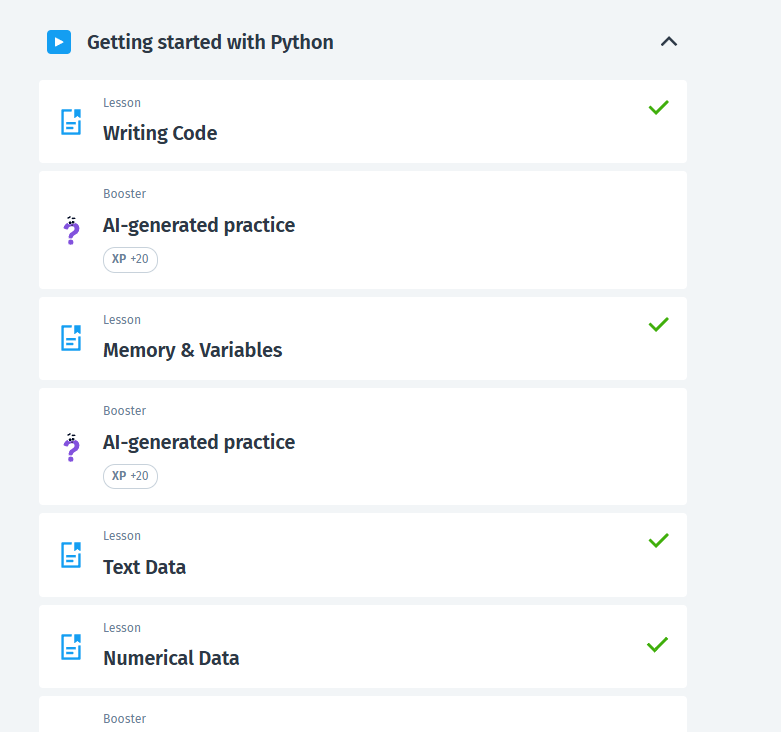 Getting started with Python
Lesson
Writing Code
Booster
AI-generated practice
XP +20
Lesson
Memory & Variables
Booster
AI-generated practice
XP +20
Lesson
Text Data
Lesson
Numerical Data
Booster